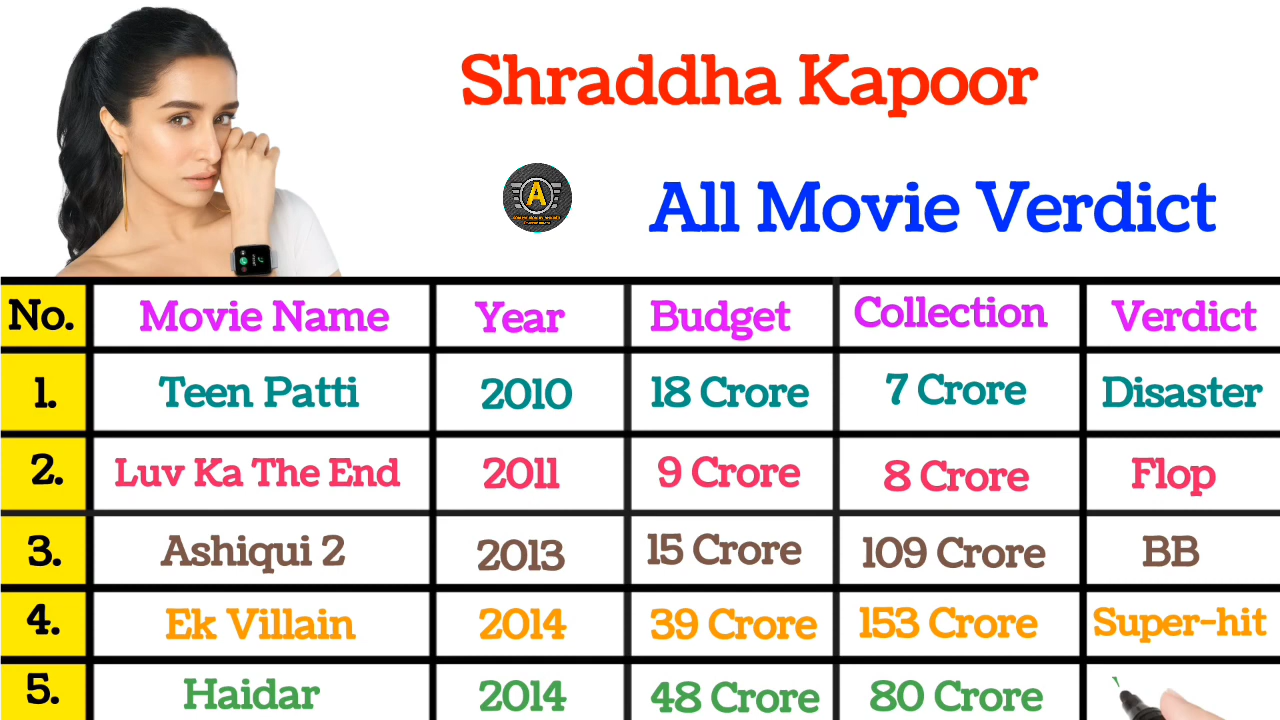 Shraddha Kapoor
A
All Movie Verdict
No. Movie Name Year Budget Collection Verdict
1. Teen Patti 2010 18 Crore 7 Crore Disaster
2. Luv Ka The End 2011 9 Crore 8 Crore Flop
3. Ashiqui 2 2013 15 Crore 109 Crore BB
4. Ek Villain 2014 39 Crore 153 Crore Super-hit
5. Haidar 2014 48 Crore 80 Crore